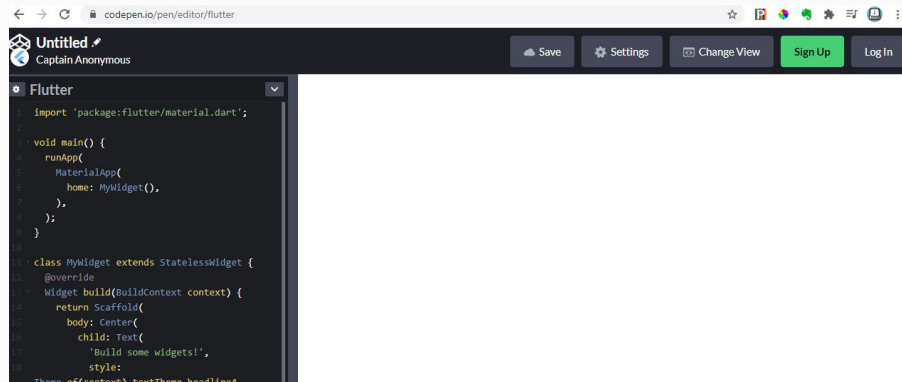 codepen.io/pen/editor/flutter
Untitled
Captain Anonymous
Save
Settings
Change View
Sign Up
Log In
Flutter
1 import 'package:flutter/material.dart';
2
3 void main() {
4 runApp(
5 MaterialApp(
6 home: MyWidget(),
7 ),
8 );
9 }
10
11 class MyWidget extends StatelessWidget {
12 @override
13 Widget build(BuildContext context) {
14 return Scaffold(
15 body: Center(
16 child: Text(
17 'Build some widgets!',
18 style:
Theme.of(context).textTheme.headline4